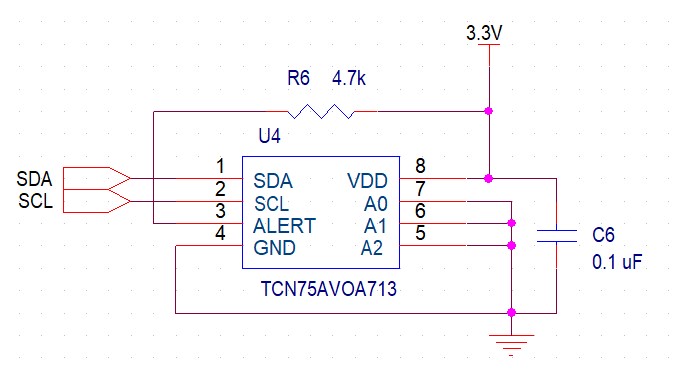 3.3V
R6 4.7k
U4
1 8
SDA SDA VDD
2 7
SCL SCL A0
3 6
ALERT A1
4 5
GND A2
C6
0.1 uF
TCN75AVOA713